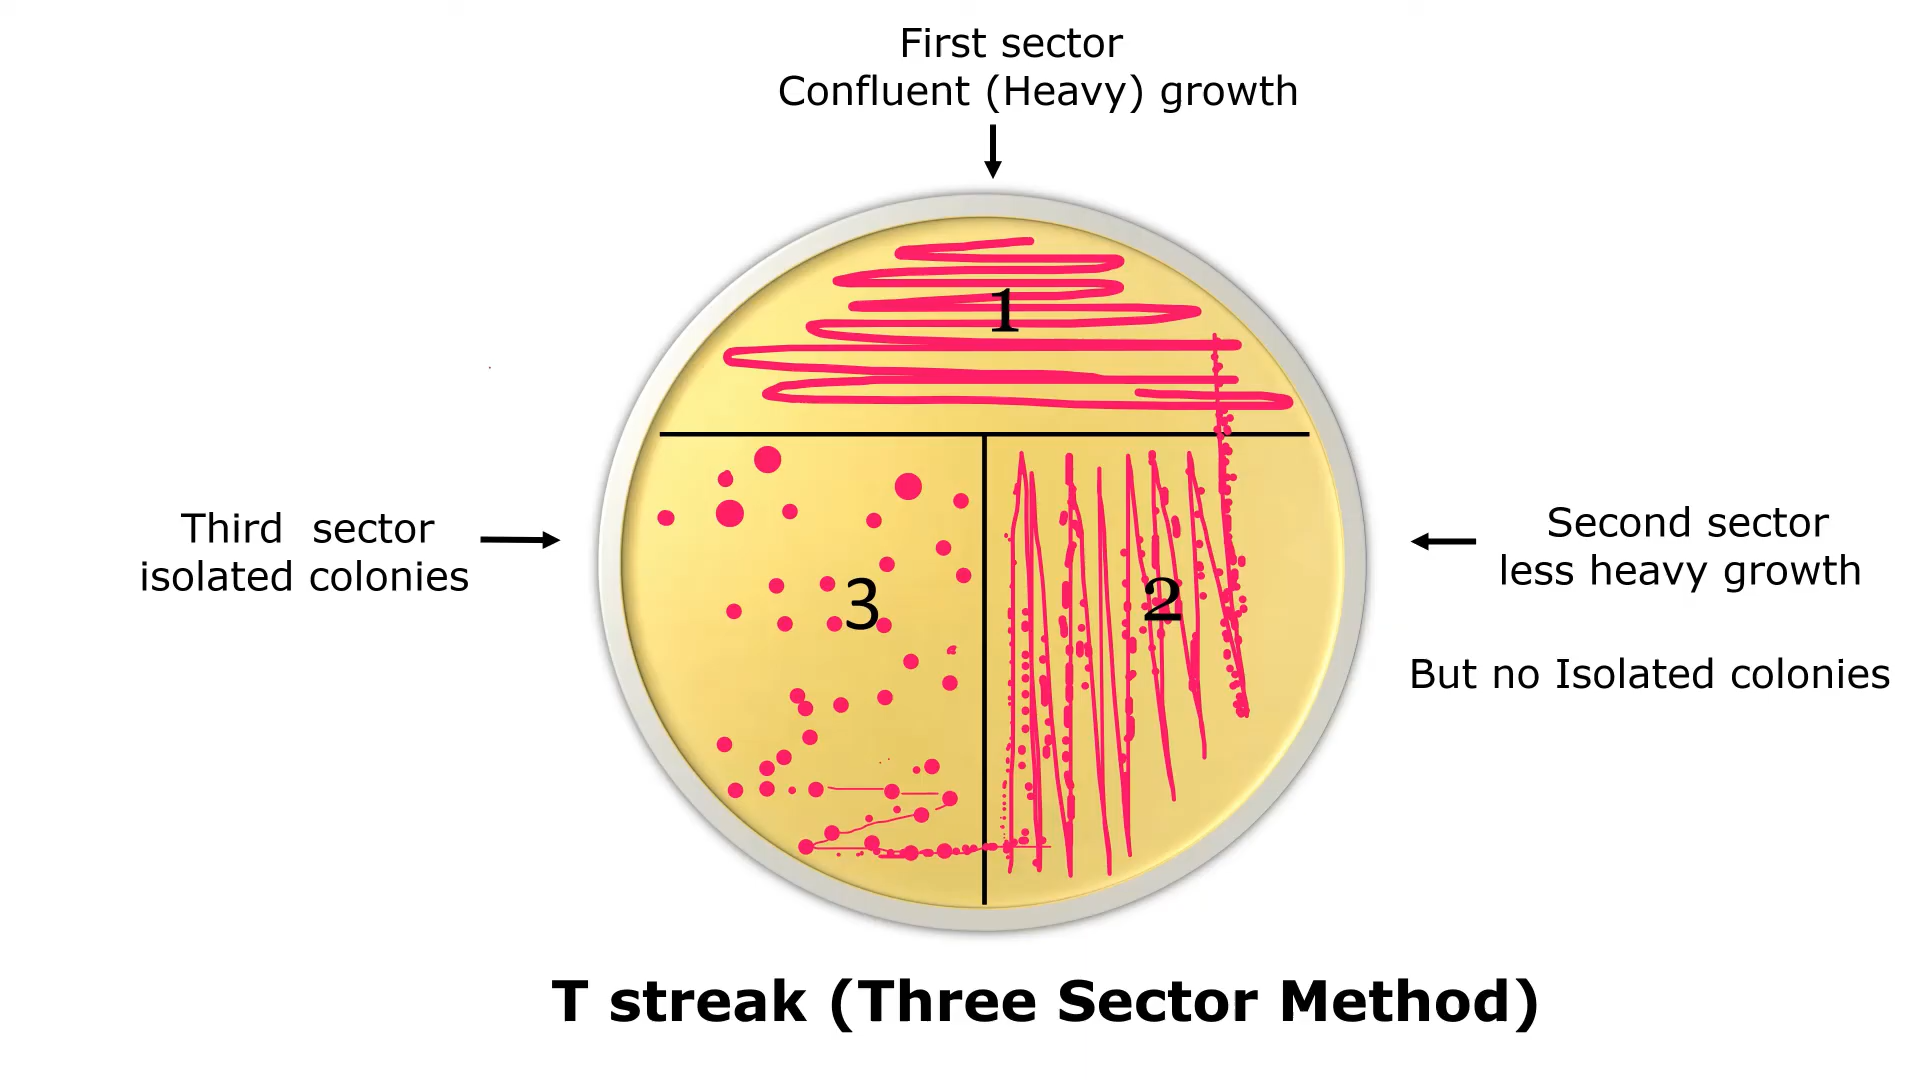 First sector
Confluent (Heavy) growth
1
Third  sector
isolated colonies
3
2
Second sector
less heavy growth
But no Isolated colonies
T streak (Three Sector Method)